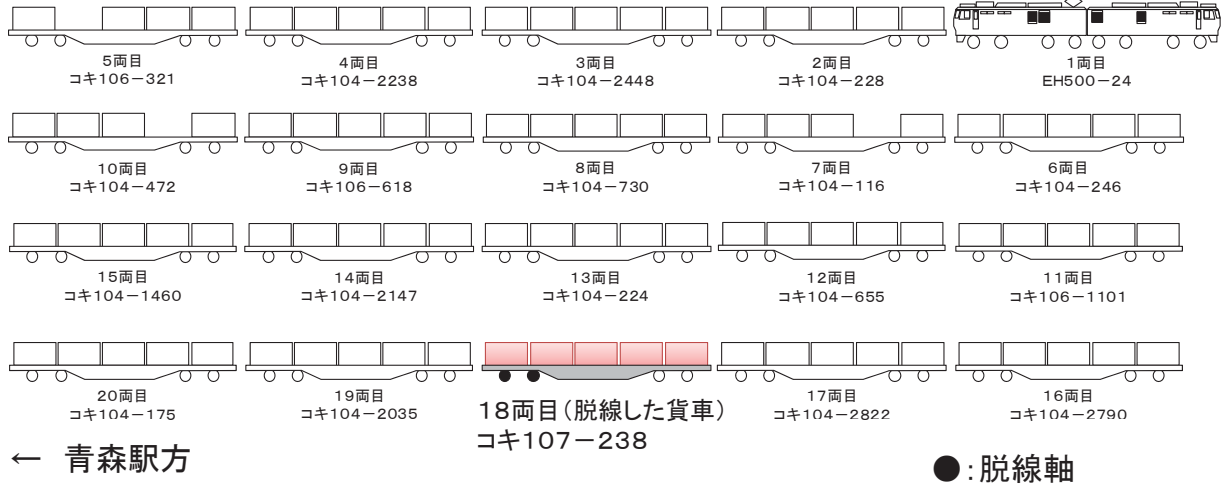 5両目
コキ106－321
4両目
コキ104－2238
3両目
コキ104－2448
2両目
コキ104－228
1両目
EH500－24
10両目
コキ104－472
9両目
コキ106－618
8両目
コキ104－730
7両目
コキ104－116
6両目
コキ104－246
15両目
コキ104－1460
14両目
コキ104－2147
13両目
コキ104－224
12両目
コキ104－655
11両目
コキ106－1101
20両目
コキ104－175
19両目
コキ104－2035
18両目（脱線した貨車）
コキ107－238
17両目
コキ104－2822
16両目
コキ104－2790
← 青森駅方
●：脱線軸